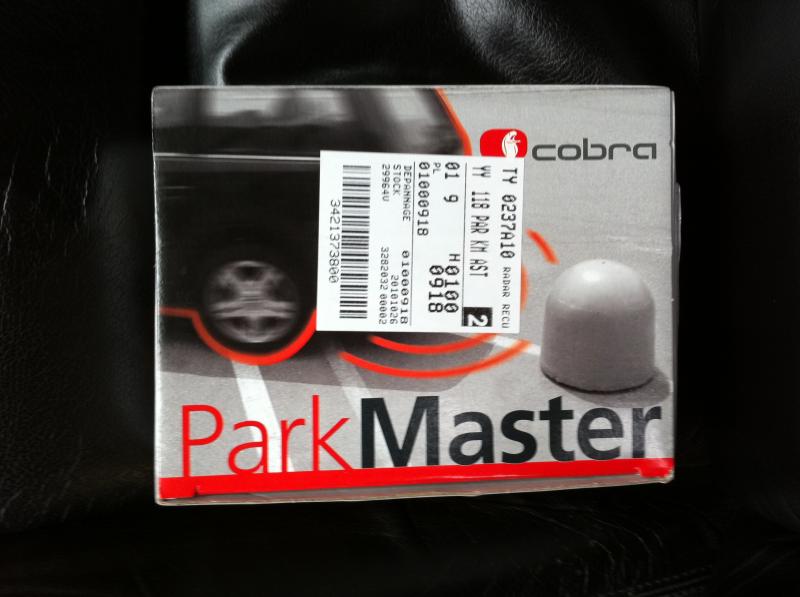 cobra
TY 0237A10 RADAR RECU
YY 118 PAR KM AST 2
01 9 H0100
PL 0918
01000918
DEPANNAGE 01000918
STOCK 20101026
29964U 3282032 00002
3421373800
ParkMaster